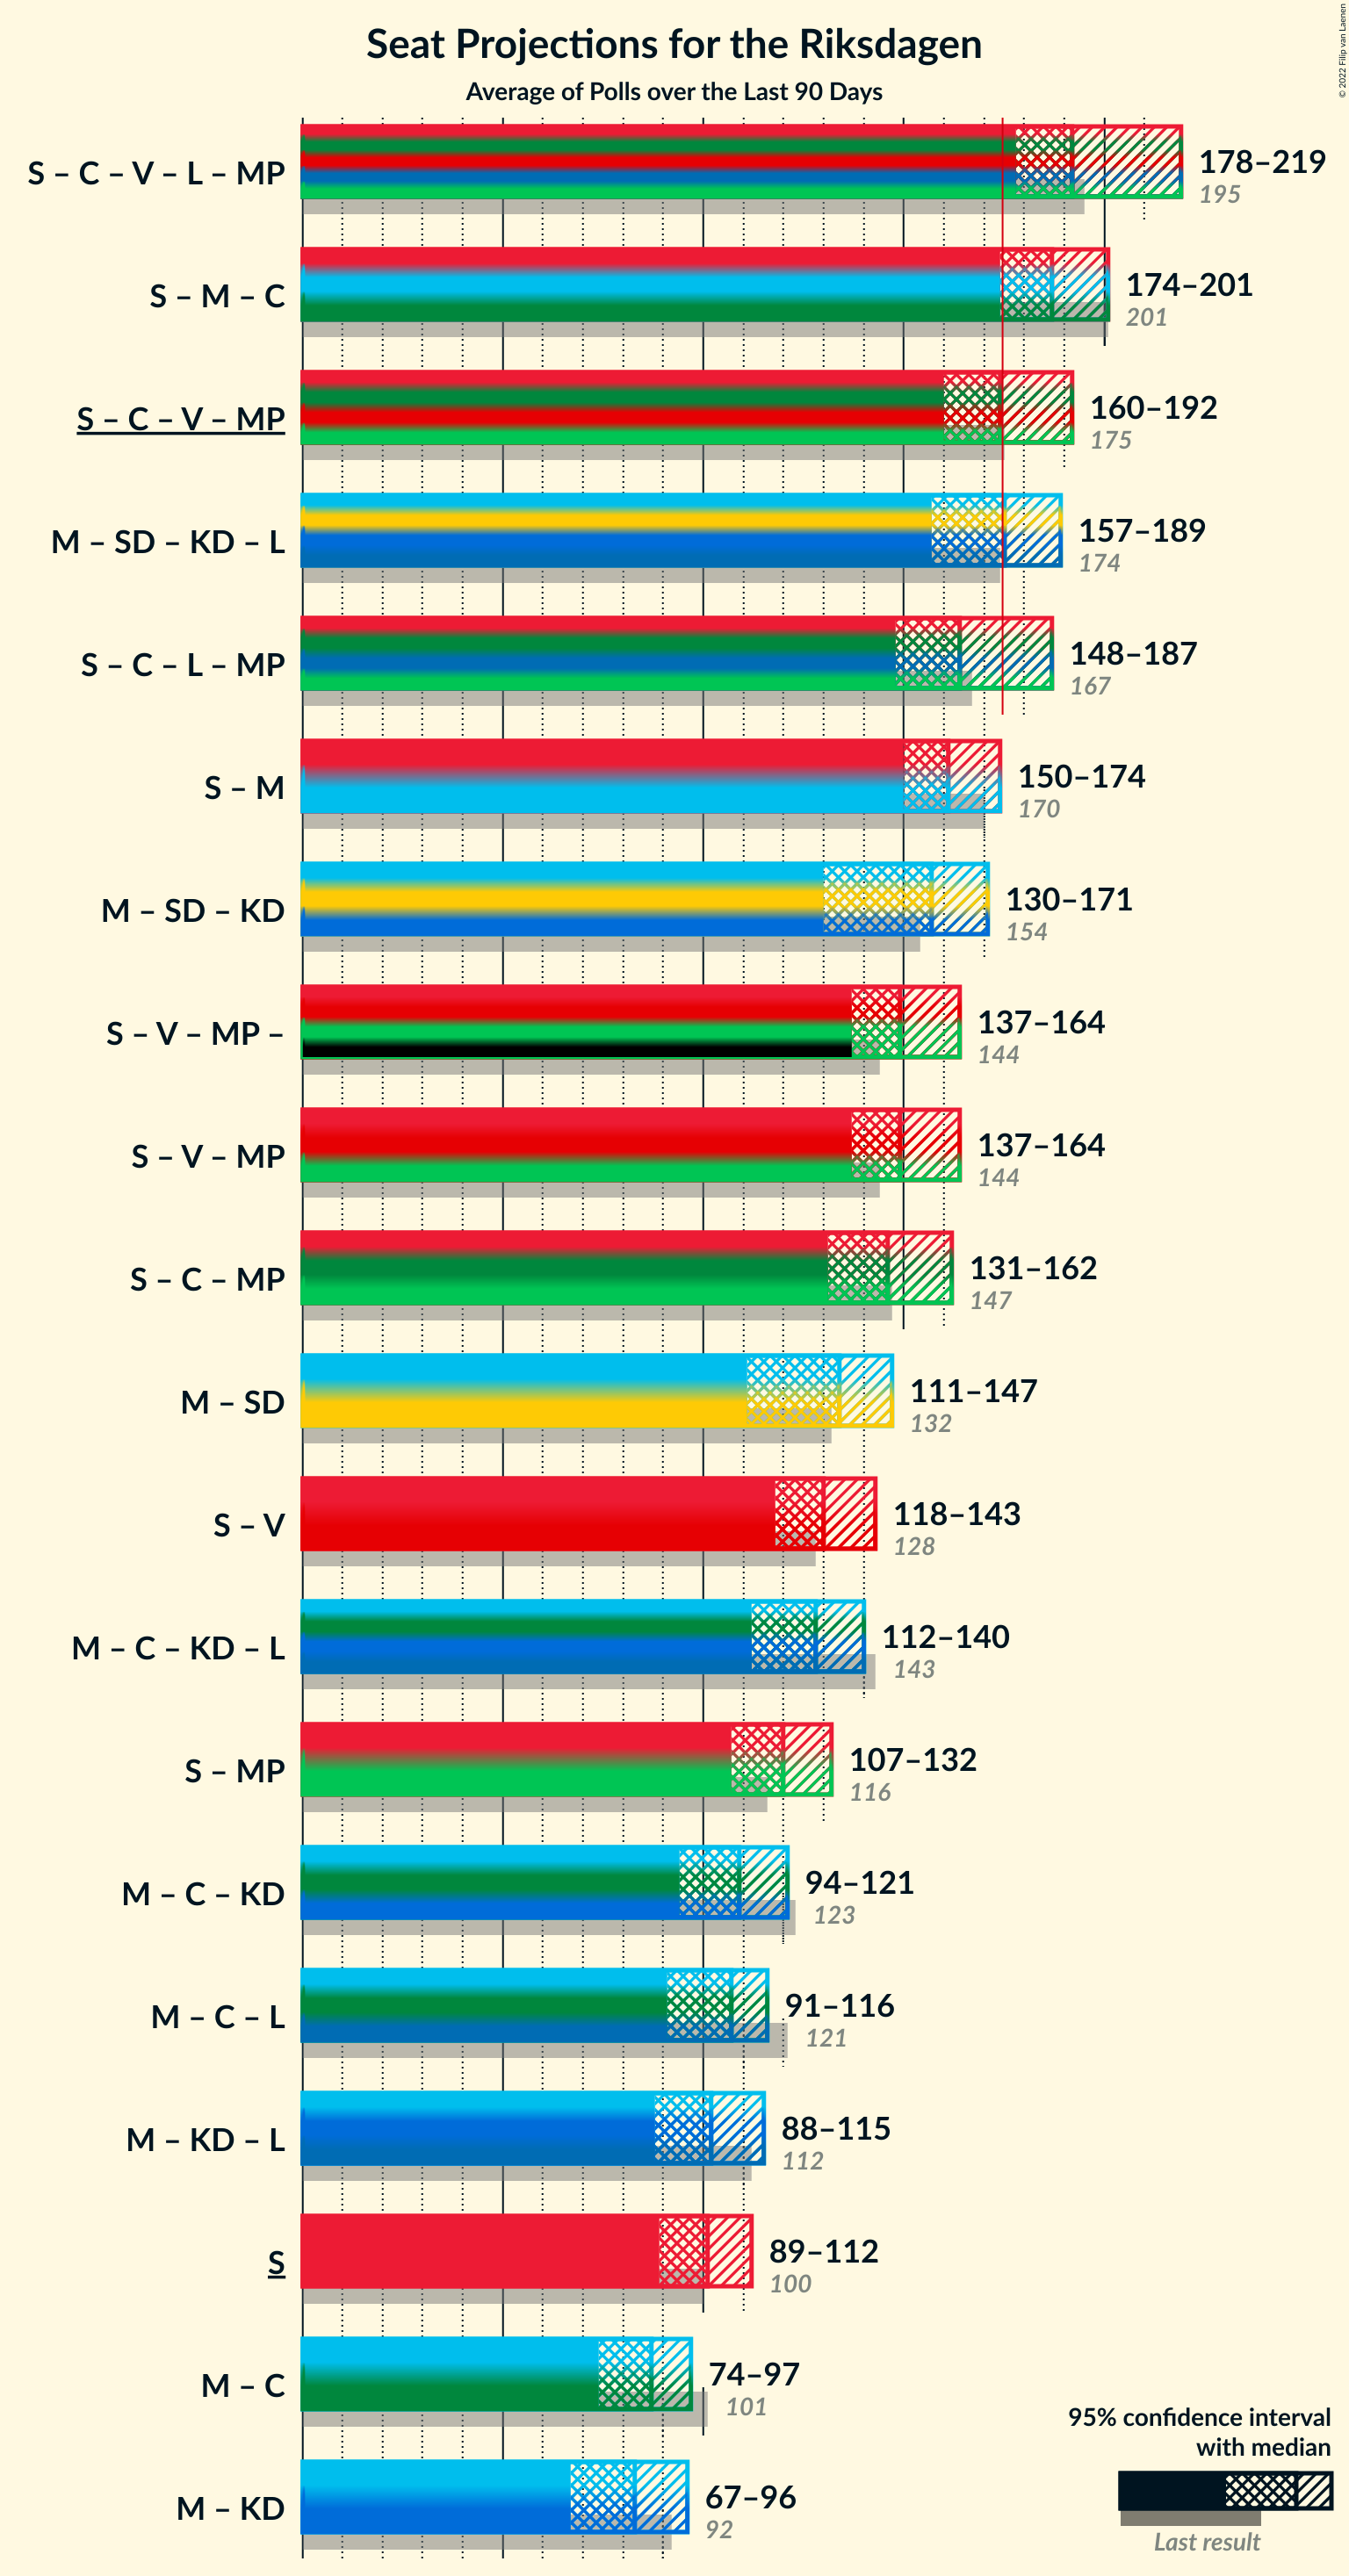 Seat Projections for the Riksdagen
Average of Polls over the Last 90 Days
© 2022 Filip van Laenen
S – C – V – L – MP
178–219
195
S – M – C
174–201
201
S – C – V – MP
160–192
175
M – SD – KD – L
157–189
174
S – C – L – MP
148–187
167
S – M
150–174
170
M – SD – KD
130–171
154
S – V – MP –
137–164
144
S – V – MP
137–164
144
S – C – MP
131–162
147
M – SD
111–147
132
S – V
118–143
128
M – C – KD – L
112–140
143
S – MP
107–132
116
M – C – KD
94–121
123
M – C – L
91–116
121
M – KD – L
88–115
112
S
89–112
100
M – C
74–97
101
M – KD
67–96
92
95% confidence interval
with median
Last result